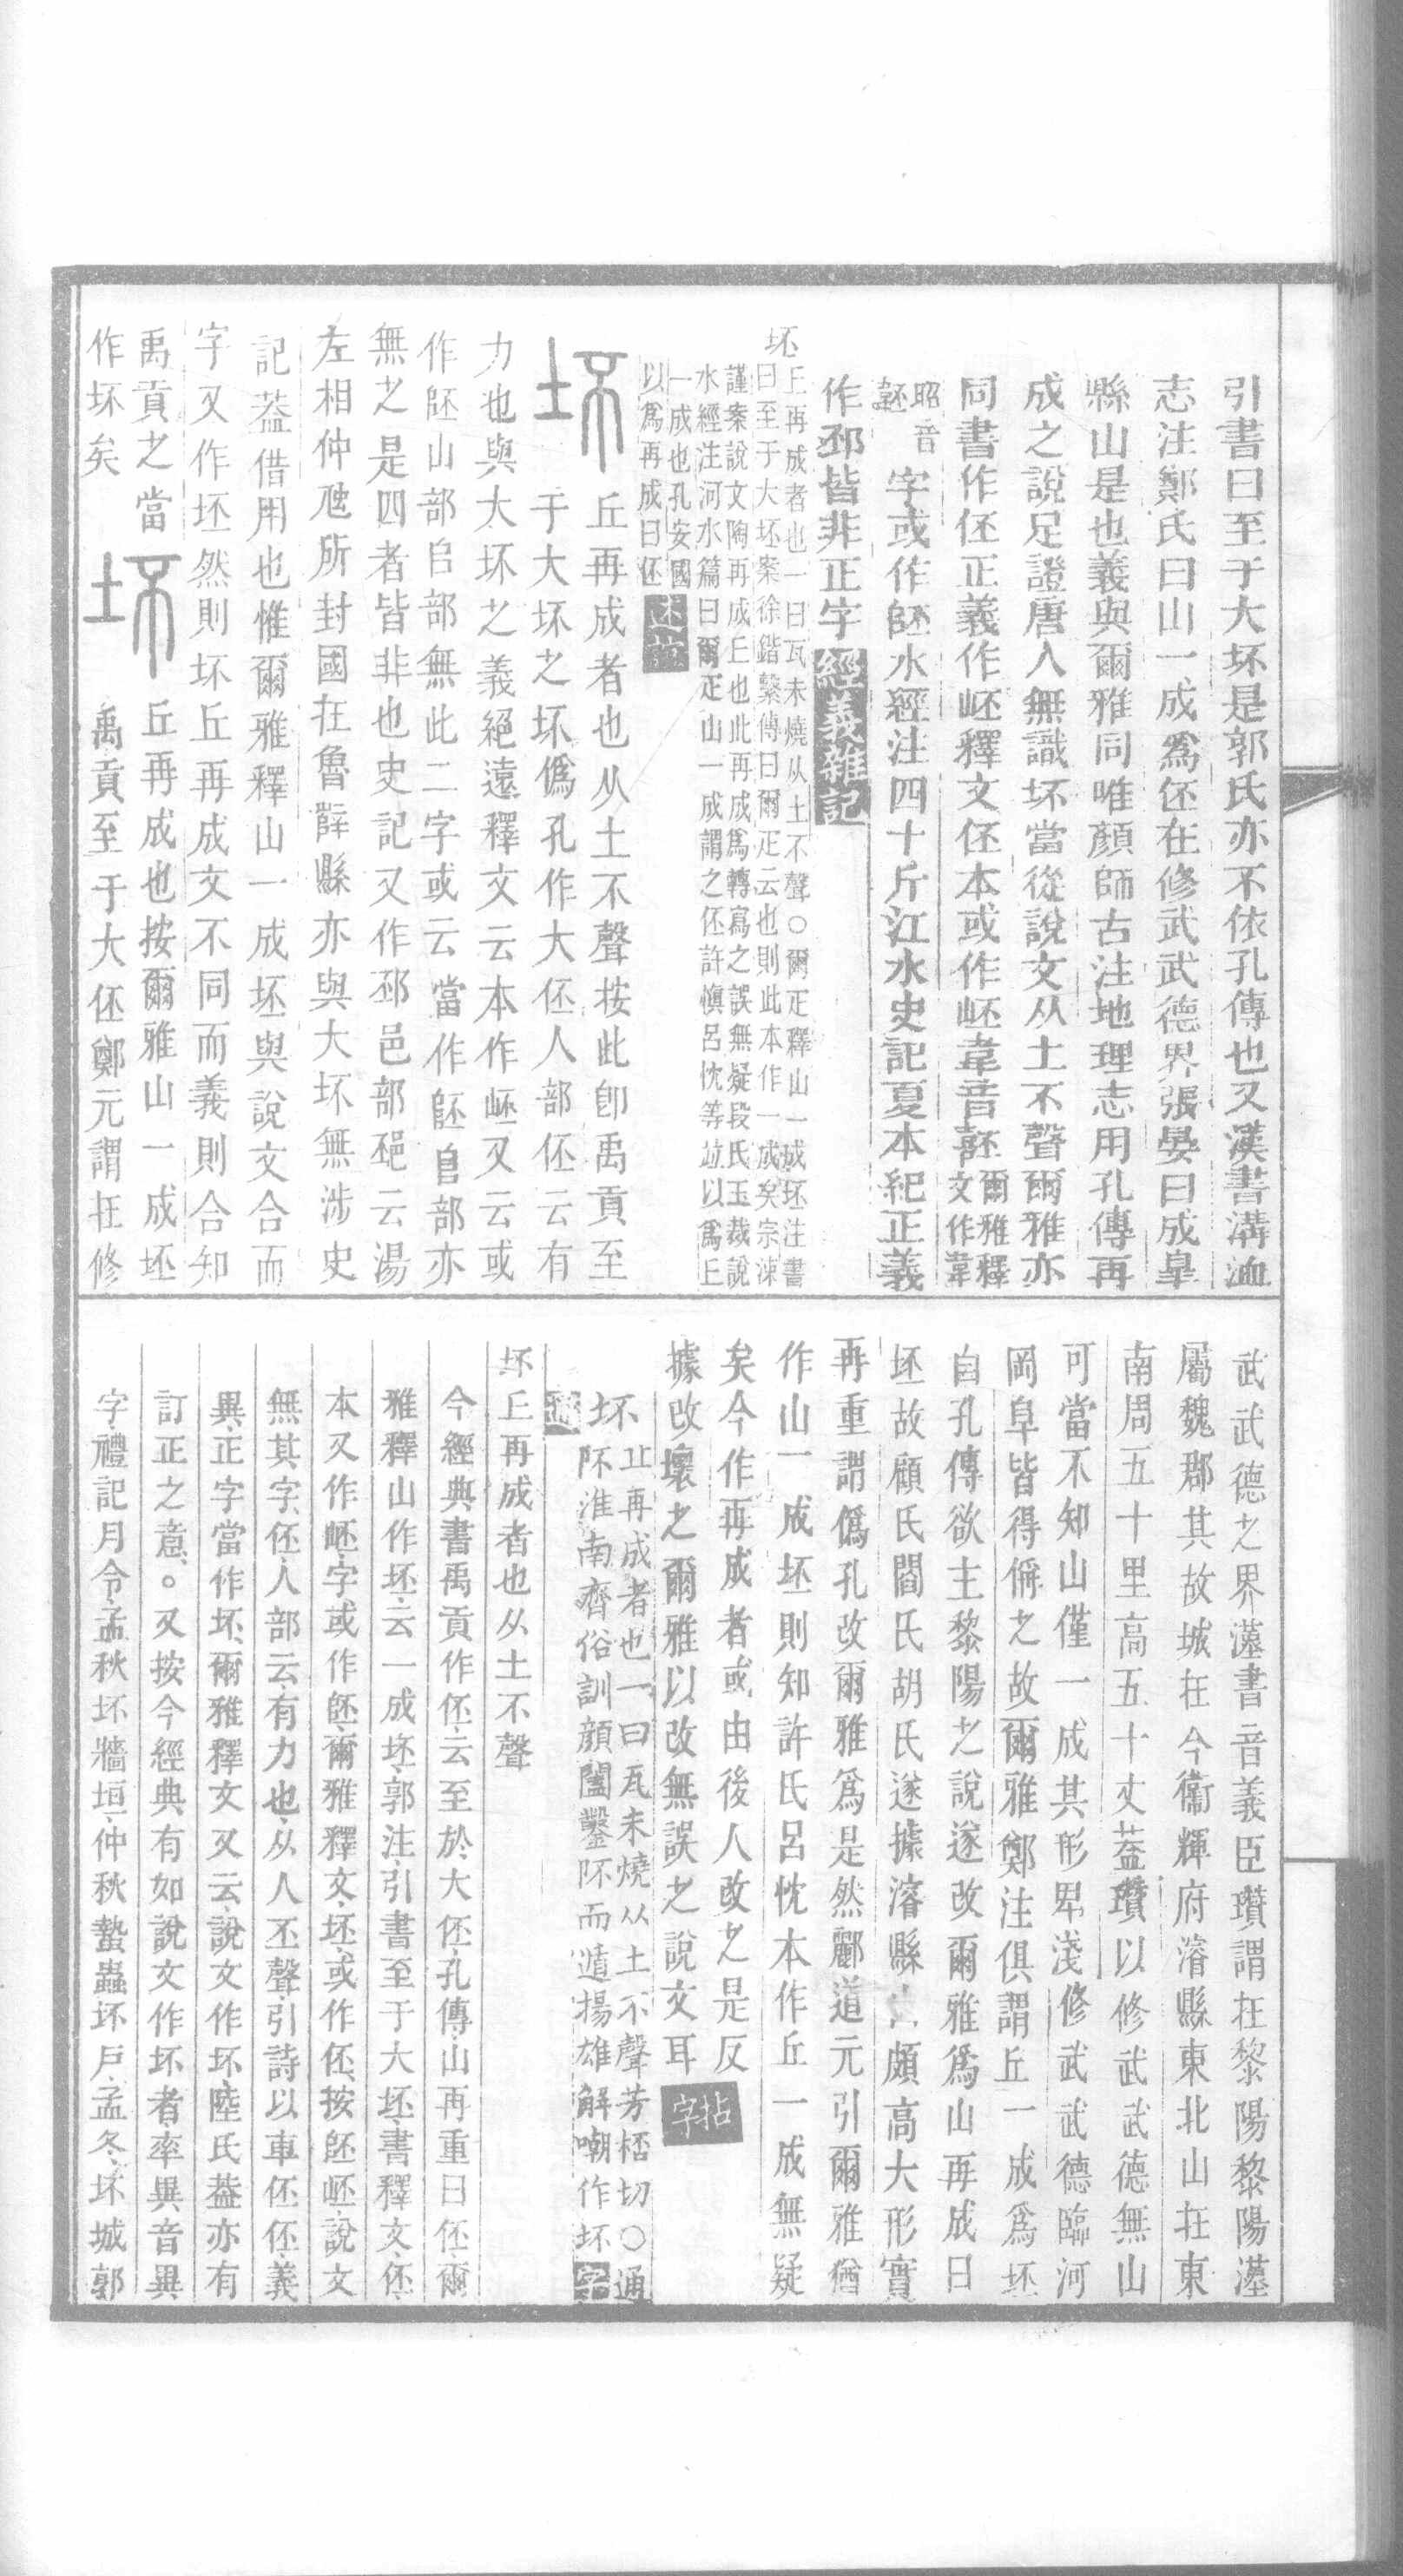 引書曰至于大坏是郭氏亦不依孔傳也又漢書溝洫
志注鄭氏曰山一成爲伾在修武武德界張晏曰成臯
縣山是也義與爾雅同唯顏師古注地理志用孔傳再
成之說足證唐人無識坏當從說文从土不聲爾雅亦
同書作伾正義作岯釋文伾本或作岯韋音䪹爾雅釋文作韋
昭音䪹字或作䣙水經注四十斤江水史記夏本紀正義
作邳皆非正字經義雜記
坏丘再成者也一曰瓦未燒从土不聲○爾疋釋山一成坯注書
曰至于大坯案徐鍇繫傳曰爾疋云也則此本作一成矣宗涑
謹案說文陶再成丘也此再成爲轉寫之誤無疑段氏玉裁說
水經注河水篇曰爾疋山一成謂之伾許愼呂忱等竝以爲丘
一成也孔安國
以爲再成曰伾述誼
坏丘再成者也从土不聲按此卽禹貢至
于大坏之坏僞孔作大伾人部伾云有
力也與大坏之義絕遠釋文云本作岯又云或
作䣙山部𨸏部無此二字或云當作䣙𨸏部亦
無之是四者皆非也史記又作邳邑部邳云湯
左相仲虺所封國在魯薛縣亦與大坏無涉史
記葢借用也惟爾雅釋山一成坯與說文合而
字又作坯然則坏丘再成文不同而義則合知
禹貢之當坏丘再成也按爾雅山一成坯
作坏矣禹貢至于大伾鄭元謂在修
武武德之界漢書音義臣瓚謂在黎陽黎陽漢
屬魏郡其故城在今衞輝府濬縣東北山在東
南周五十里高五十丈葢瓚以修武武德無山
可當不知山僅一成其形卑淺修武武德臨河
岡阜皆得偁之故爾雅鄭注俱謂丘一成爲坯
自孔傳欲主黎陽之說遂改爾雅爲山再成曰
坯故顧氏閻氏胡氏遂據濬縣山頗高大形實
再重謂僞孔改爾雅爲是然酈道元引爾雅猶
作山一成坯則知許氏呂忱本作丘一成無疑
矣今作再成者或由後人改之是反
據改壞之爾雅以改無誤之說文耳拈字
坏丘再成者也一曰瓦未燒从土不聲芳桮切○通
阫淮南齊俗訓顏闔鑿阫而遁揚雄解嘲作坏字
通
坏丘再成者也从土不聲
今經典書禹貢作伾云至於大伾孔傳山再重曰伾爾
雅釋山作坯云一成坯郭注引書至于大坯書釋文伾
本又作岯字或作䣙爾雅釋文坯或作伾按䣙岯說文
無其字伾人部云有力也从人丕聲引詩以車伾伾義
異正字當作坏爾雅釋文又云說文作坏陸氏葢亦有
訂正之意○又按今經典有如說文作坏者率異音異
字禮記月令孟秋坏牆垣仲秋蟄蟲坏戶孟冬坏城郭